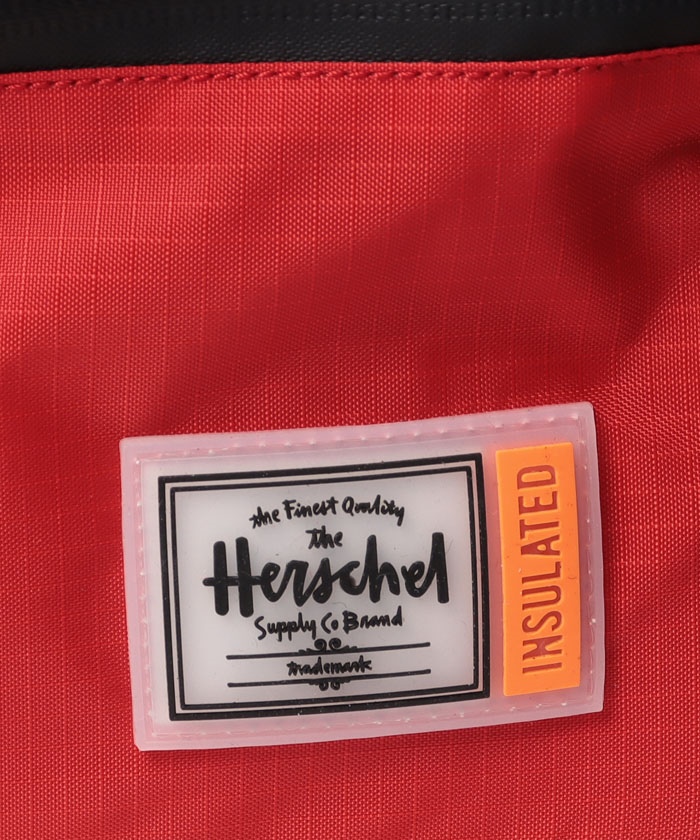 the Finest Quality
the
Herschel
Supply Co Brand
trademark
INSULATED